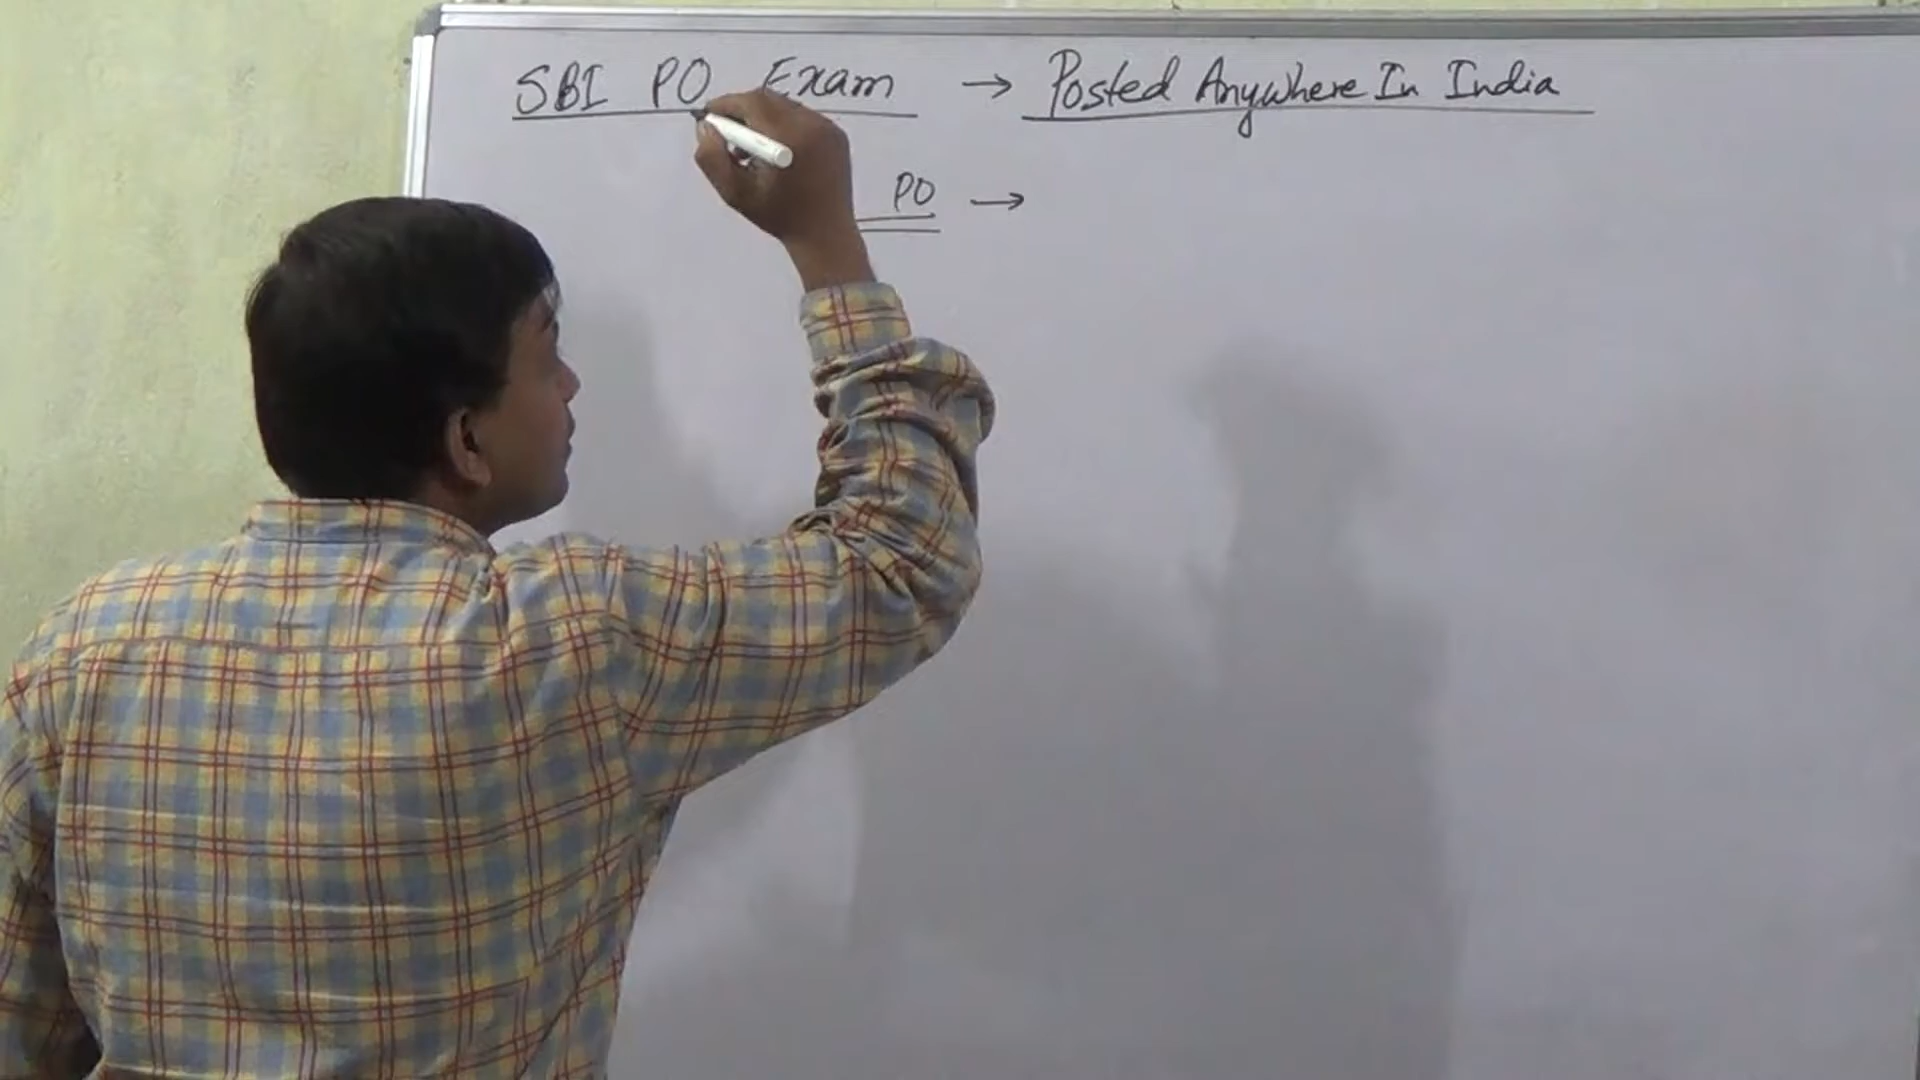 SBI PO Exam → Posted Anywhere In India
PO →